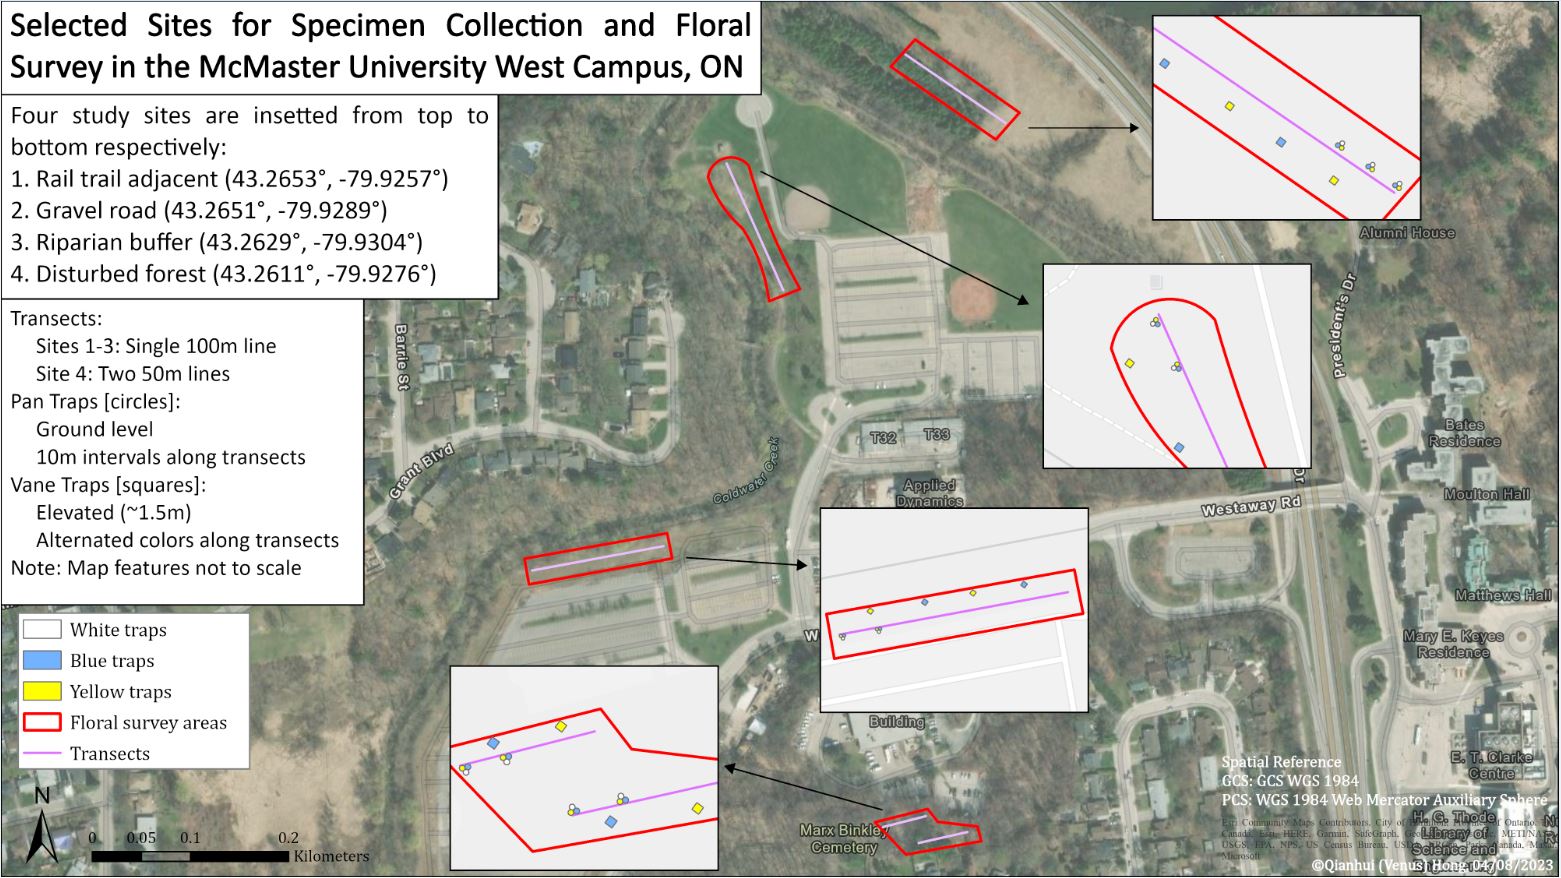 Selected Sites for Specimen Collection and Floral
Survey in the McMaster University West Campus, ON
Four study sites are insetted from top to
bottom respectively:
1. Rail trail adjacent (43.2653°, -79.9257°)
2. Gravel road (43.2651°, -79.9289°)
3. Riparian buffer (43.2629°, -79.9304°)
4. Disturbed forest (43.2611°, -79.9276°)
Transects:
Sites 1-3: Single 100m line
Site 4: Two 50m lines
Pan Traps [circles]:
Ground level
10m intervals along transects
Vane Traps [squares]:
Elevated (~1.5m)
Alternated colors along transects
Note: Map features not to scale
White traps
Blue traps
Yellow traps
Floral survey areas
Transects
N
0 0.05 0.1 0.2
Kilometers
Barrie St
Grant Blvd
Coldwater Creek
T32
T33
Applied
Dynamics
Alumni House
President's Dr
Dr
Bates
Residence
Moulton Hall
Westaway Rd
Matthews Hall
Mary E. Keyes
Residence
W
Building
E. T. Clarke
Centre
Marx Binkley
Cemetery
H. G. Thode
Library of
Science and
Spatial Reference
GCS: GCS WGS 1984
PCS: WGS 1984 Web Mercator Auxiliary Sphere
Esri Community Maps Contributors, City of Ontario,
Canada, Esri, HERE, Garmin, SafeGraph, METI/NASA,
USGS, EPA, NPS, US Census Bureau, Canada,
Microsoft
©Qianhui (Venus) Hong 04/08/2023